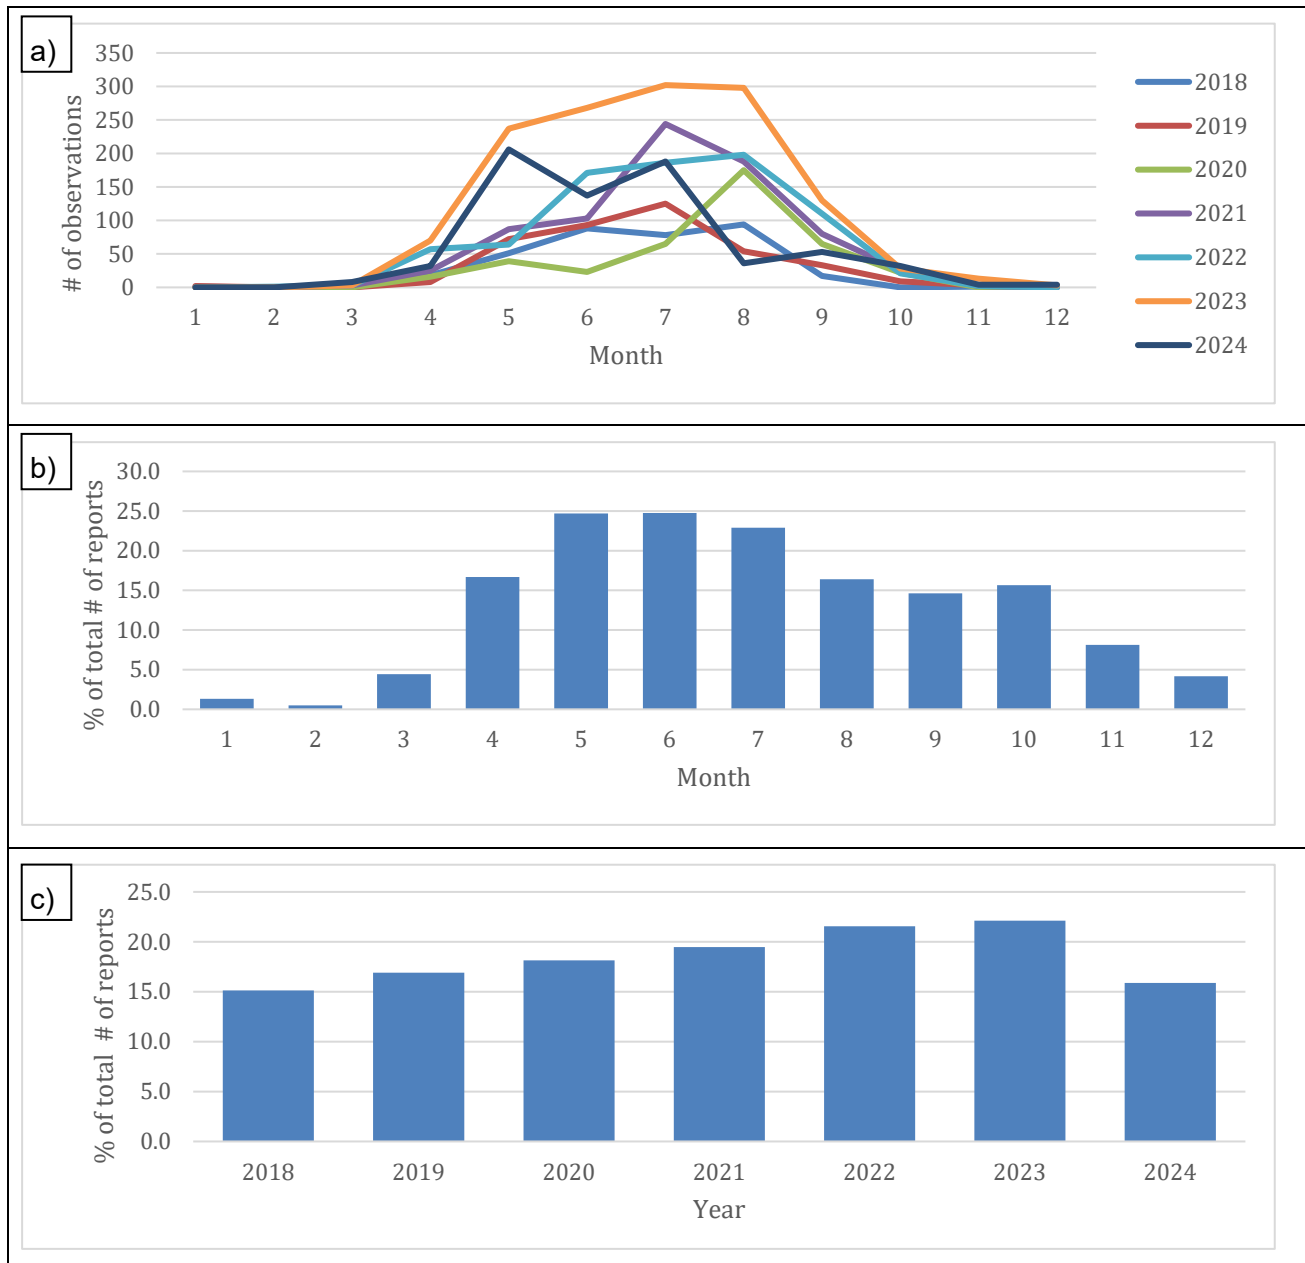 a)
# of observations
350
300
250
200
150
100
50
0
1 2 3 4 5 6 7 8 9 10 11 12
Month
2018
2019
2020
2021
2022
2023
2024
b)
% of total # of reports
30.0
25.0
20.0
15.0
10.0
5.0
0.0
1 2 3 4 5 6 7 8 9 10 11 12
Month
c)
% of total # of reports
25.0
20.0
15.0
10.0
5.0
0.0
2018 2019 2020 2021 2022 2023 2024
Year